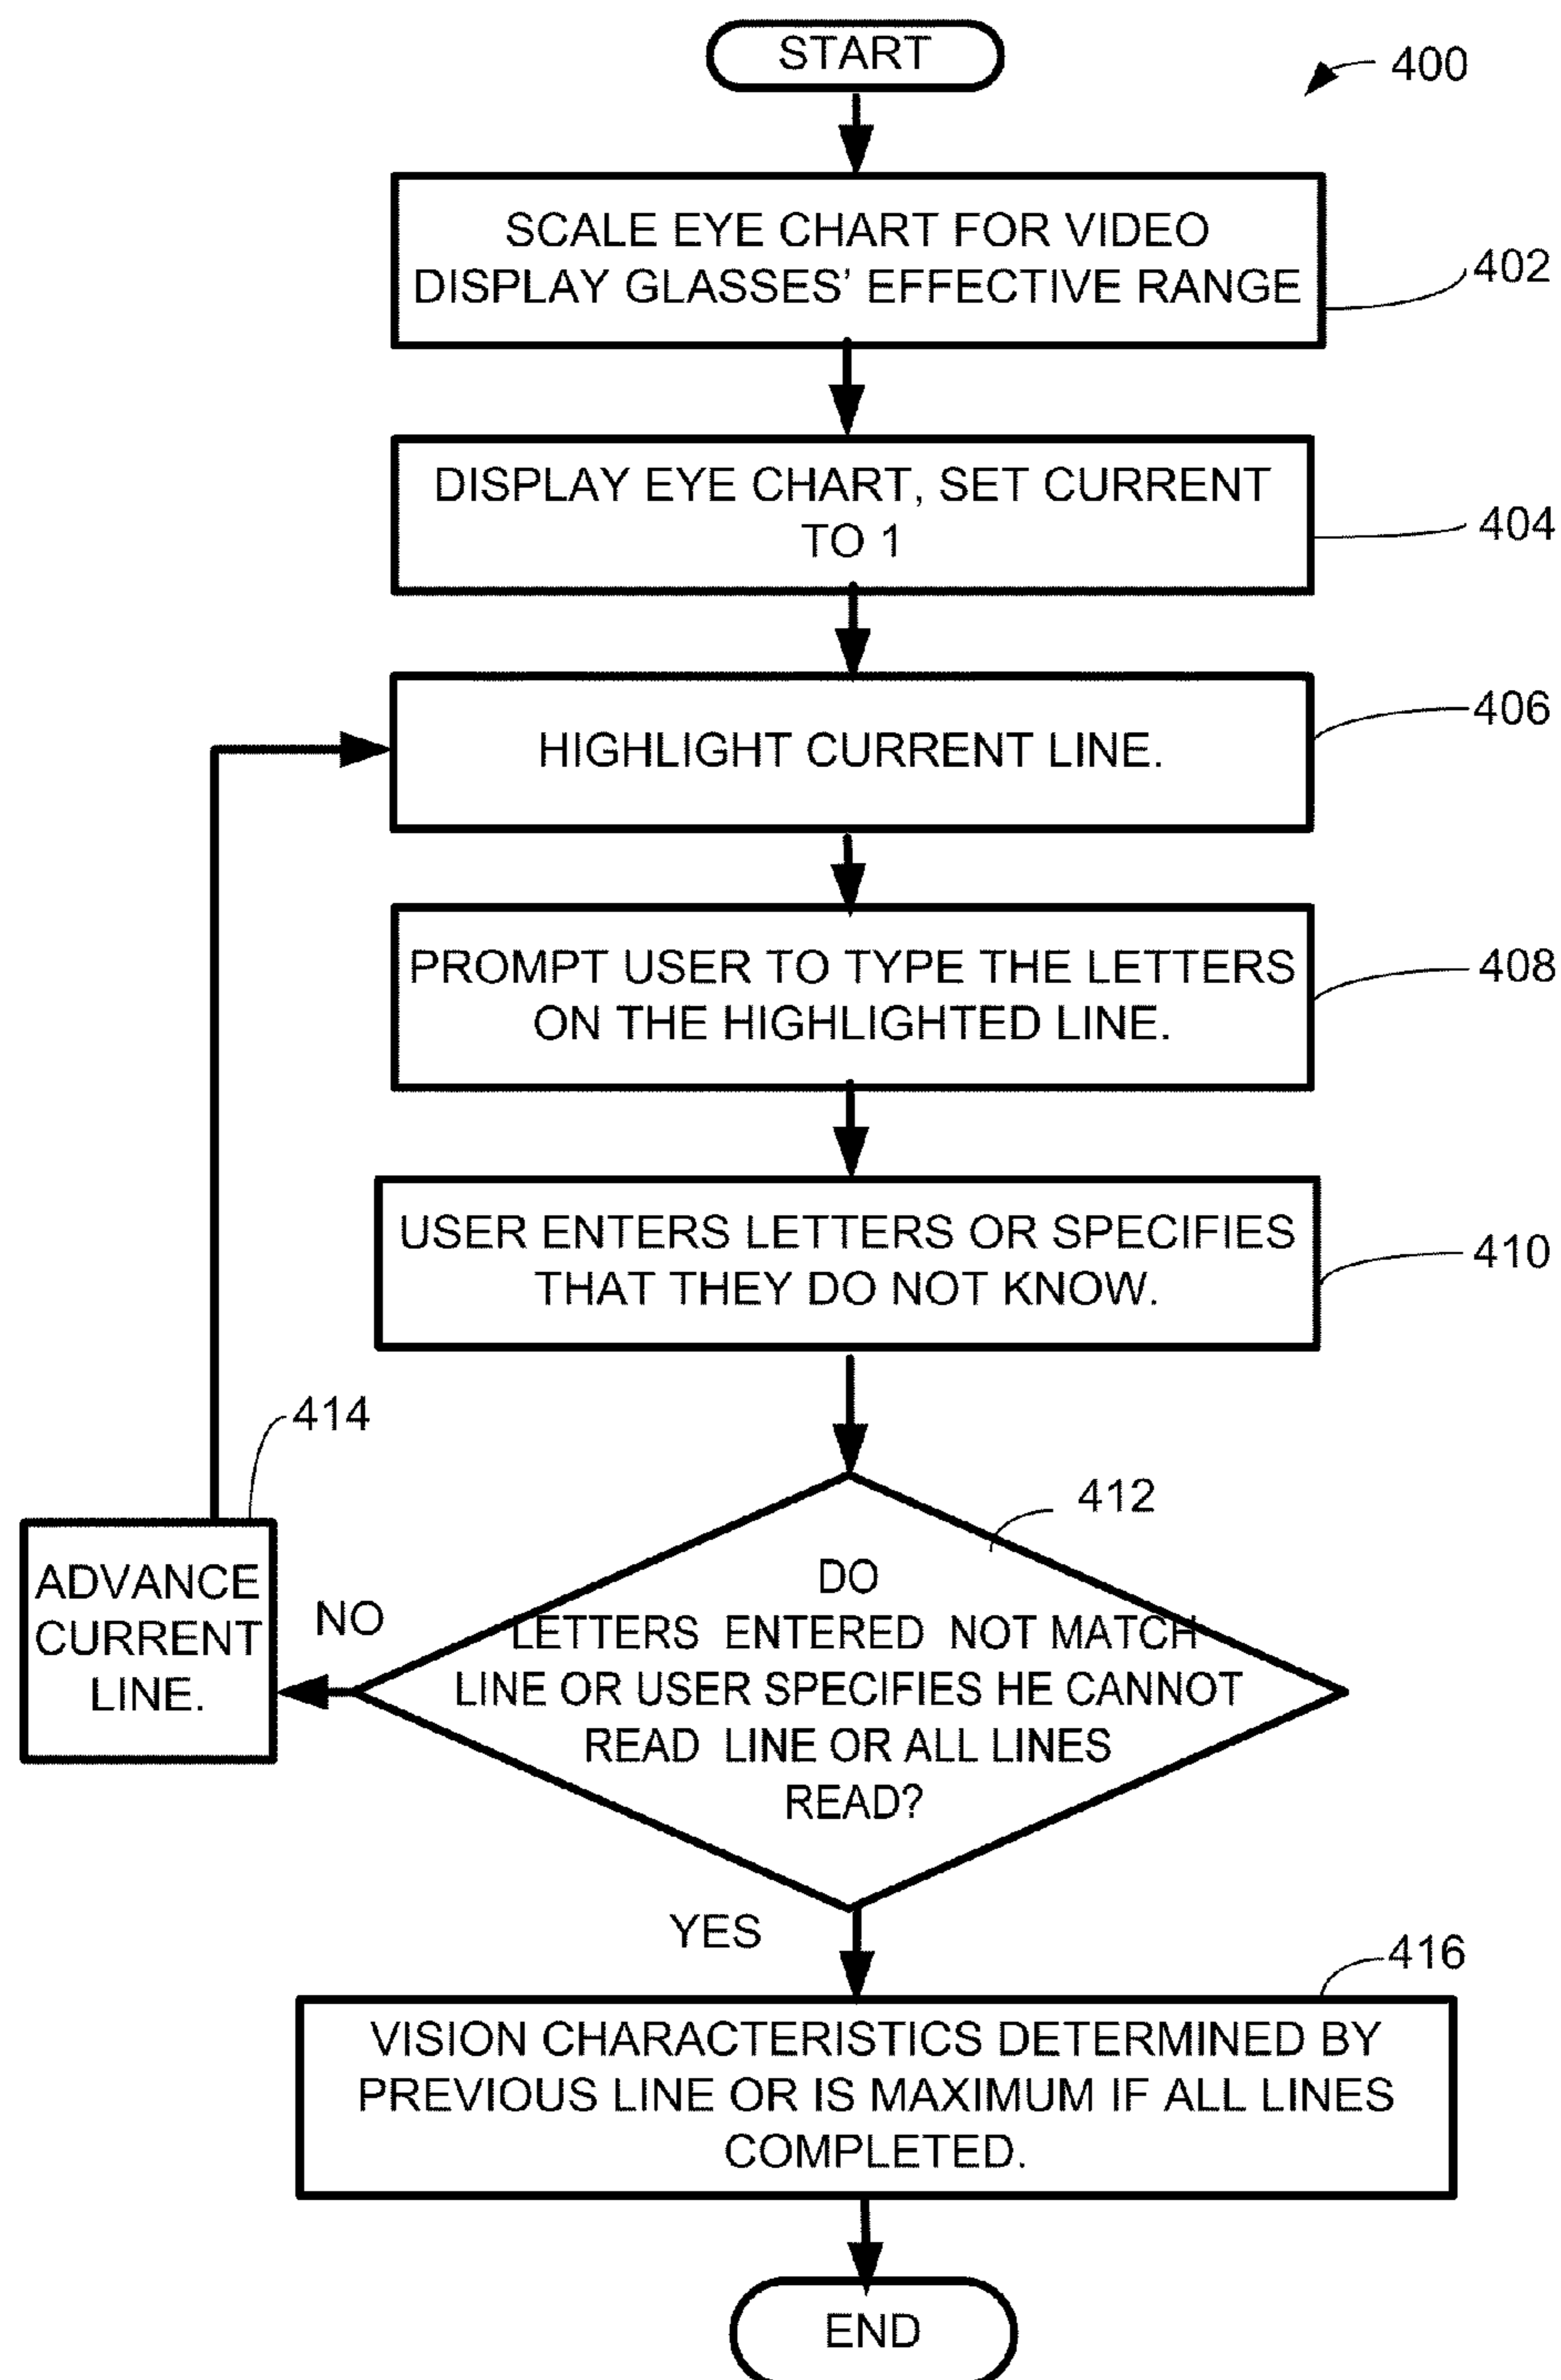 START
400
SCALE EYE CHART FOR VIDEO
DISPLAY GLASSES’ EFFECTIVE RANGE
402
DISPLAY EYE CHART, SET CURRENT
TO 1
404
HIGHLIGHT CURRENT LINE.
406
PROMPT USER TO TYPE THE LETTERS
ON THE HIGHLIGHTED LINE.
408
USER ENTERS LETTERS OR SPECIFIES
THAT THEY DO NOT KNOW.
410
412
DO
LETTERS ENTERED NOT MATCH
LINE OR USER SPECIFIES HE CANNOT
READ LINE OR ALL LINES
READ?
NO
414
ADVANCE
CURRENT
LINE.
YES
416
VISION CHARACTERISTICS DETERMINED BY
PREVIOUS LINE OR IS MAXIMUM IF ALL LINES
COMPLETED.
END